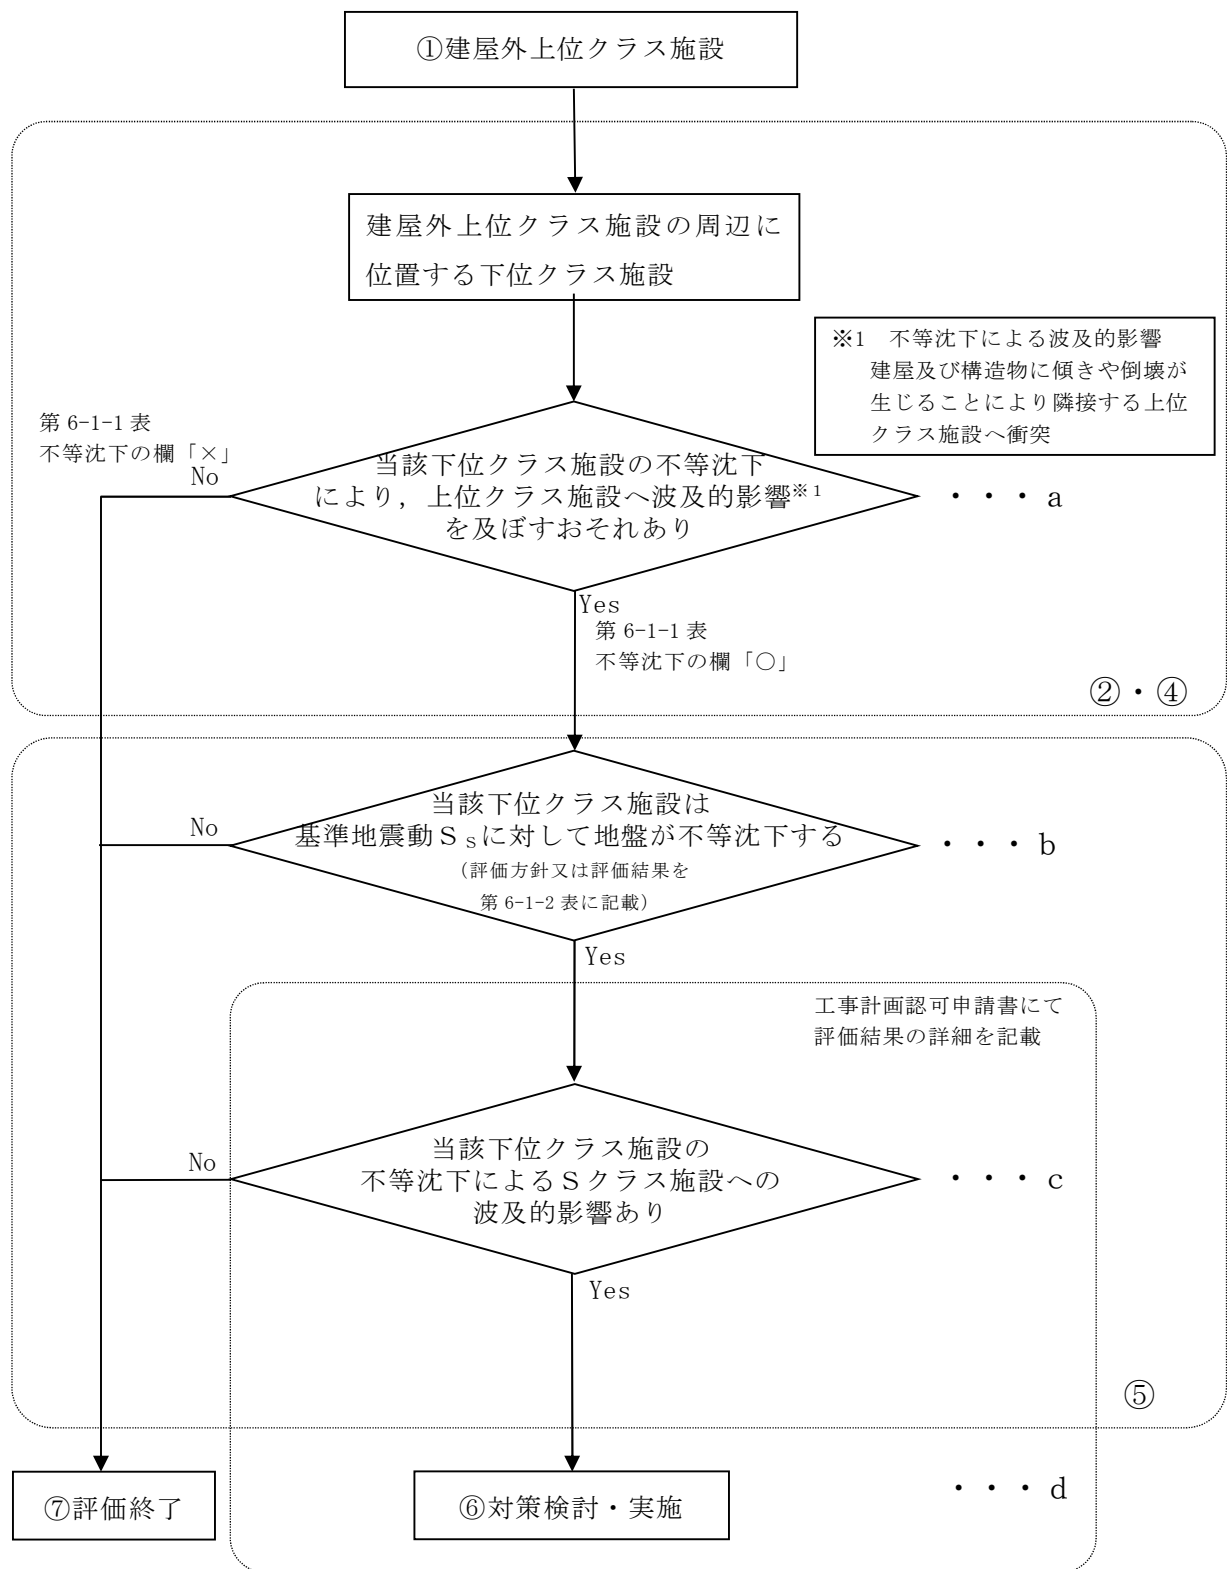 ①建屋外上位クラス施設
建屋外上位クラス施設の周辺に
位置する下位クラス施設
※1　不等沈下による波及的影響
建屋及び構造物に傾きや倒壊が
生じることにより隣接する上位
クラス施設へ衝突
第 6-1-1 表
不等沈下の欄「×」
No
当該下位クラス施設の不等沈下
により，上位クラス施設へ波及的影響※1
を及ぼすおそれあり
・・・ a
Yes
第 6-1-1 表
不等沈下の欄「○」
②・④
当該下位クラス施設は
No
基準地震動Ｓsに対して地盤が不等沈下する
（評価方針又は評価結果を
第 6-1-2 表に記載）
・・・ b
Yes
工事計画認可申請書にて
評価結果の詳細を記載
当該下位クラス施設の
No
不等沈下によるＳクラス施設への
波及的影響あり
・・・ c
Yes
⑤
⑦評価終了
⑥対策検討・実施
・・・ d